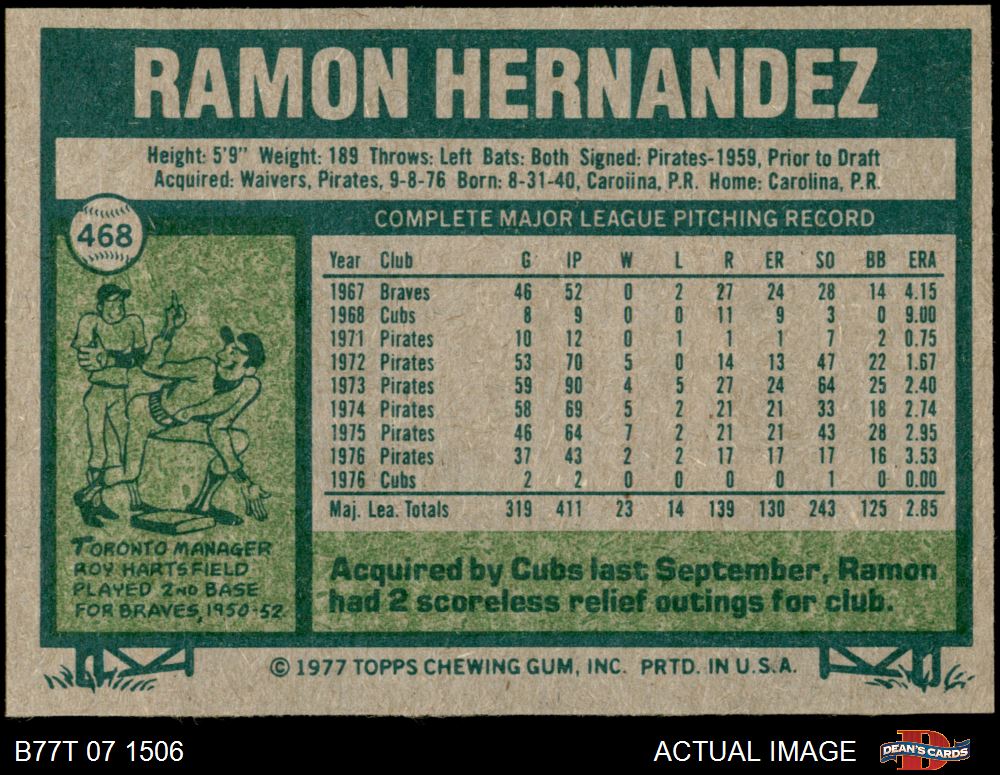 RAMON HERNANDEZ
Height: 5'9" Weight: 189 Throws: Left Bats: Both Signed: Pirates-1959, Prior to Draft
Acquired: Waivers, Pirates, 9-8-76 Born: 8-31-40, Caroiina, P.R. Home: Carolina, P.R.
468
COMPLETE MAJOR LEAGUE PITCHING RECORD
Year Club G IP W L R ER SO BB ERA
1967 Braves 46 52 0 2 27 24 28 14 4.15
1968 Cubs 8 9 0 0 11 9 3 0 9.00
1971 Pirates 10 12 0 1 1 1 7 2 0.75
1972 Pirates 53 70 5 0 14 13 47 22 1.67
1973 Pirates 59 90 4 5 27 24 64 25 2.40
1974 Pirates 58 69 5 2 21 21 33 18 2.74
1975 Pirates 46 64 7 2 21 21 43 28 2.95
1976 Pirates 37 43 2 2 17 17 17 16 3.53
1976 Cubs 2 2 0 0 0 0 1 0 0.00
Maj. Lea. Totals 319 411 23 14 139 130 243 125 2.85
TORONTO MANAGER
ROY HARTSFIELD
PLAYED 2ND BASE
FOR BRAVES, 1950-52
Acquired by Cubs last September, Ramon
had 2 scoreless relief outings for club.
© 1977 TOPPS CHEWING GUM, INC. PRTD. IN U.S.A.
B77T 07 1506
ACTUAL IMAGE
D
DEAN'S CARDS